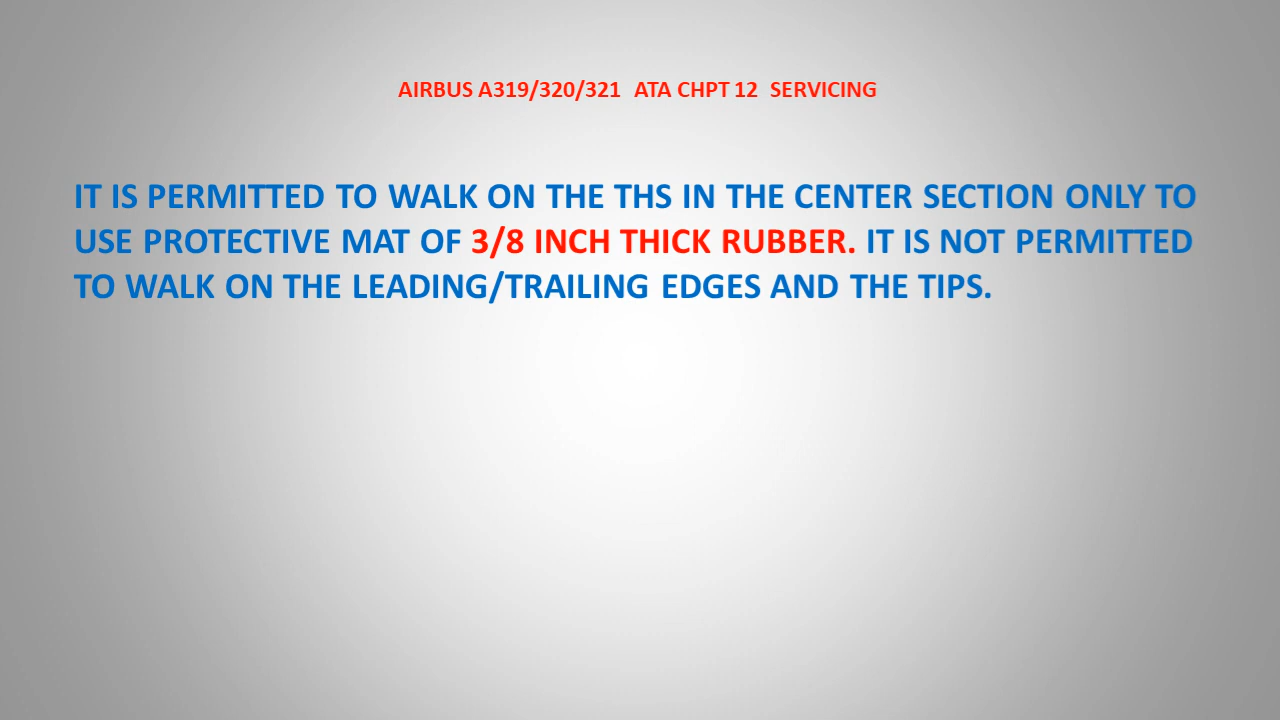 AIRBUS A319/320/321 ATA CHPT 12 SERVICING
IT IS PERMITTED TO WALK ON THE THS IN THE CENTER SECTION ONLY TO
USE PROTECTIVE MAT OF 3/8 INCH THICK RUBBER. IT IS NOT PERMITTED
TO WALK ON THE LEADING/TRAILING EDGES AND THE TIPS.